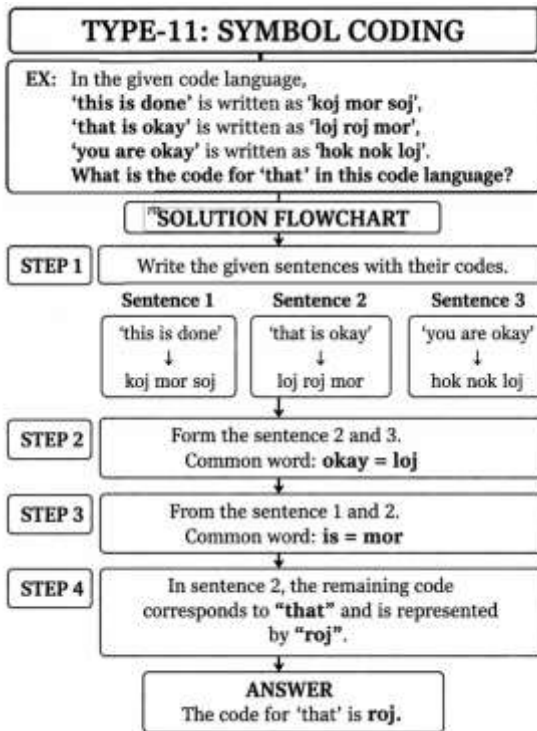 TYPE-11: SYMBOL CODING
EX: In the given code language,
‘this is done’ is written as ‘koj mor soj’,
‘that is okay’ is written as ‘loj roj mor’,
‘you are okay’ is written as ‘hok nok loj’.
What is the code for ‘that’ in this code language?
SOLUTION FLOWCHART
STEP 1
Write the given sentences with their codes.
Sentence 1 Sentence 2 Sentence 3
‘this is done’ ‘that is okay’ ‘you are okay’
↓ ↓ ↓
koj mor soj loj roj mor hok nok loj
STEP 2
Form the sentence 2 and 3.
Common word: okay = loj
STEP 3
From the sentence 1 and 2.
Common word: is = mor
STEP 4
In sentence 2, the remaining code
corresponds to “that” and is represented
by “roj”.
ANSWER
The code for ‘that’ is roj.